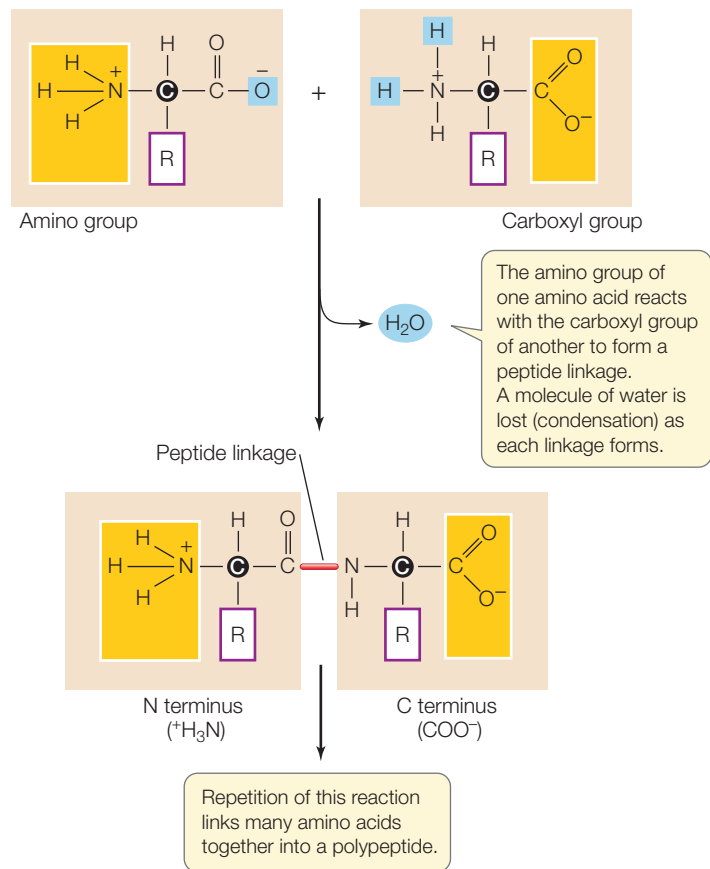 H H O
H N + C C O −
H R
+
H H
H N + C C O
H R O−
Amino group
Carboxyl group
The amino group of
one amino acid reacts
with the carboxyl group
of another to form a
peptide linkage.
A molecule of water is
lost (condensation) as
each linkage forms.
H₂O
Peptide linkage
H H O
H N + C C
H R
H O
N C C
H R O−
N terminus
(⁺H₃N)
C terminus
(COO⁻)
Repetition of this reaction
links many amino acids
together into a polypeptide.